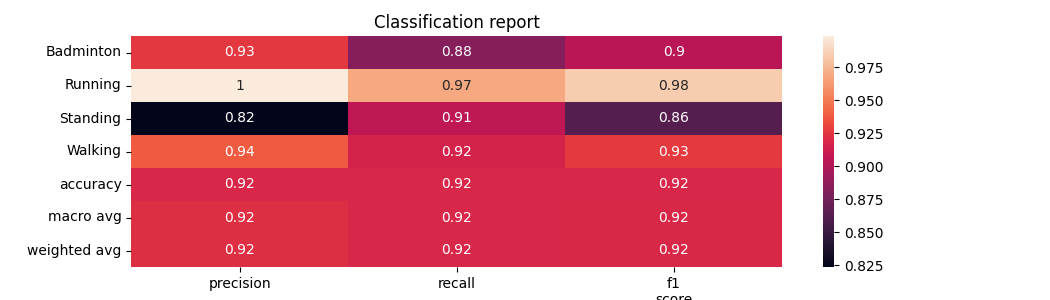 Classification report
Badminton 0.93 0.88 0.9 0.975
Running 1 0.97 0.98 0.950
Standing 0.82 0.91 0.86 0.925
Walking 0.94 0.92 0.93 0.900
accuracy 0.92 0.92 0.92 0.875
macro avg 0.92 0.92 0.92 0.850
weighted avg 0.92 0.92 0.92 0.825
precision recall f1
score